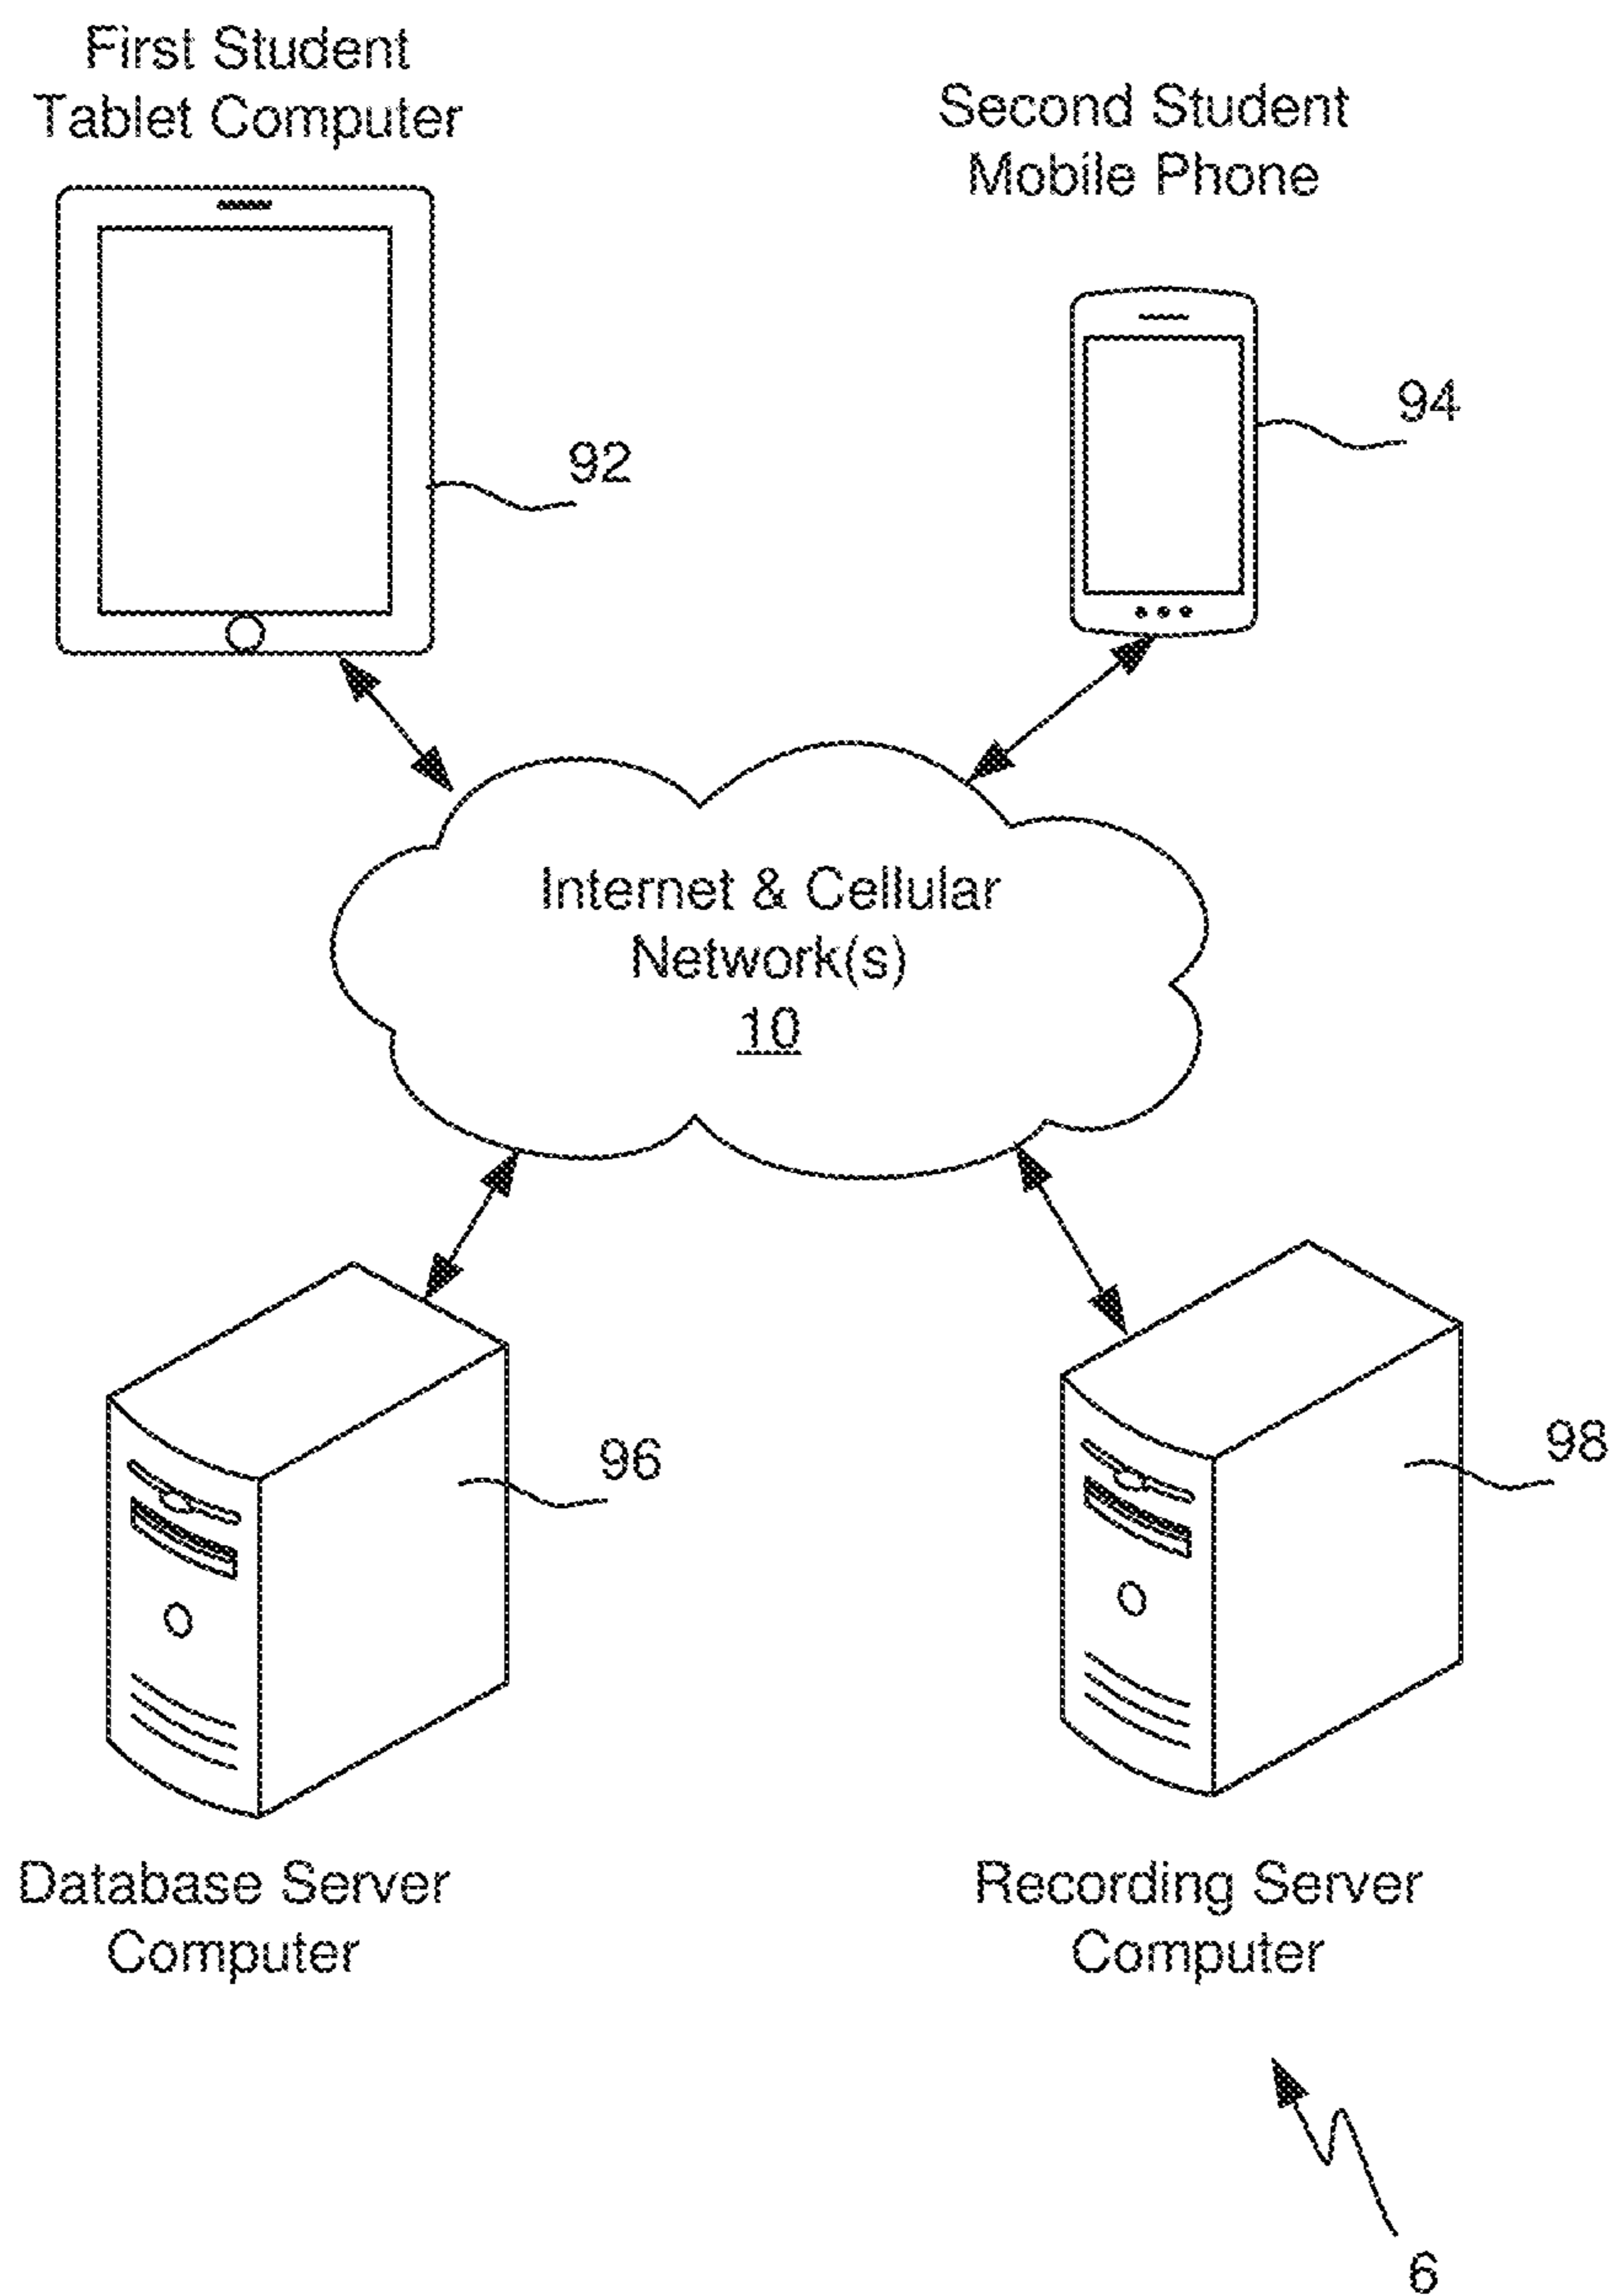 First Student
Tablet Computer
Second Student
Mobile Phone
92
94
Internet & Cellular
Network(s)
10
96
98
Database Server
Computer
Recording Server
Computer
6